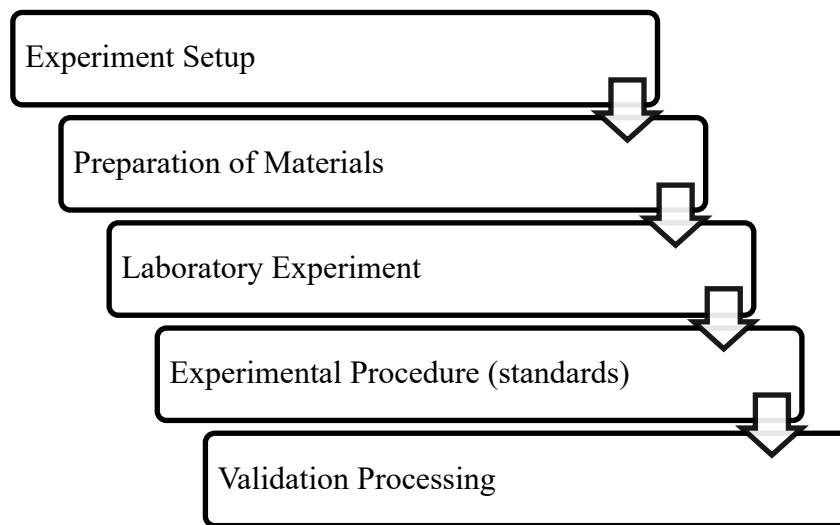 Experiment Setup
Preparation of Materials
Laboratory Experiment
Experimental Procedure (standards)
Validation Processing